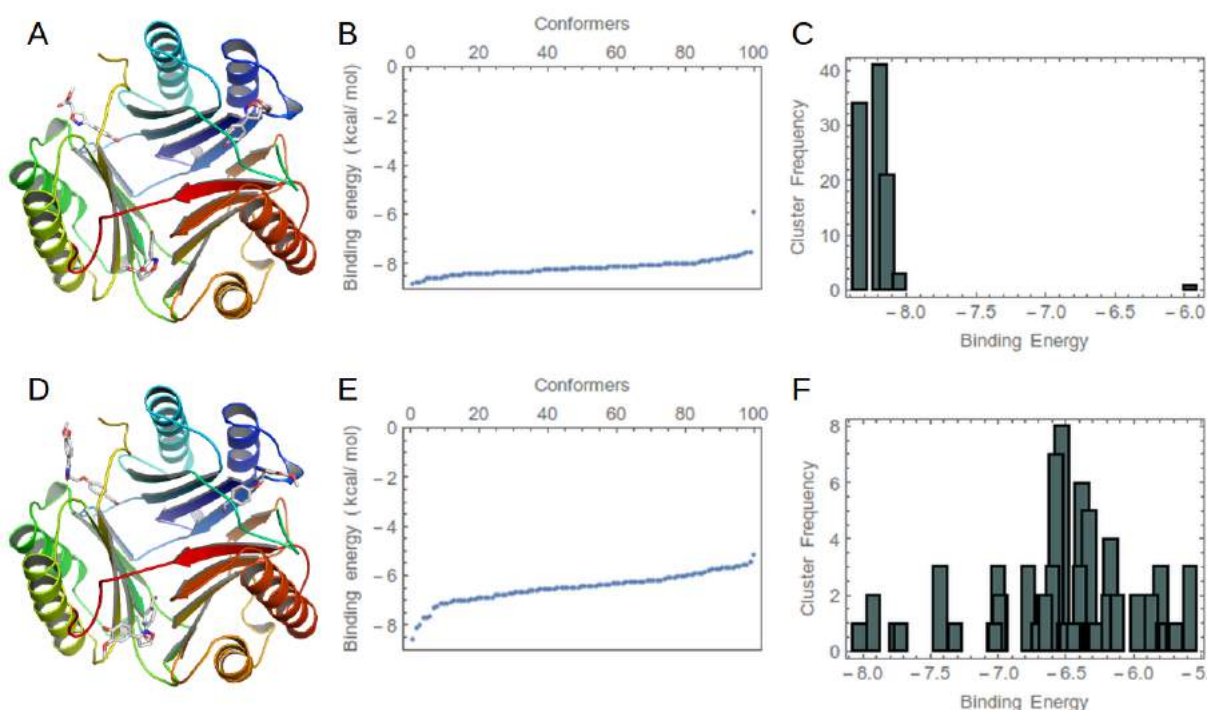 A
B
Conformers
0 20 40 60 80 100
Binding energy ( kcal/ mol)
0
−2
−4
−6
−8
C
Cluster Frequency
40
30
20
10
0
−8.0 −7.5 −7.0 −6.5 −6.0
Binding Energy
D
E
Conformers
0 20 40 60 80 100
Binding energy ( kcal/ mol)
0
−2
−4
−6
−8
F
Cluster Frequency
8
6
4
2
0
−8.0 −7.5 −7.0 −6.5 −6.0 −5.
Binding Energy